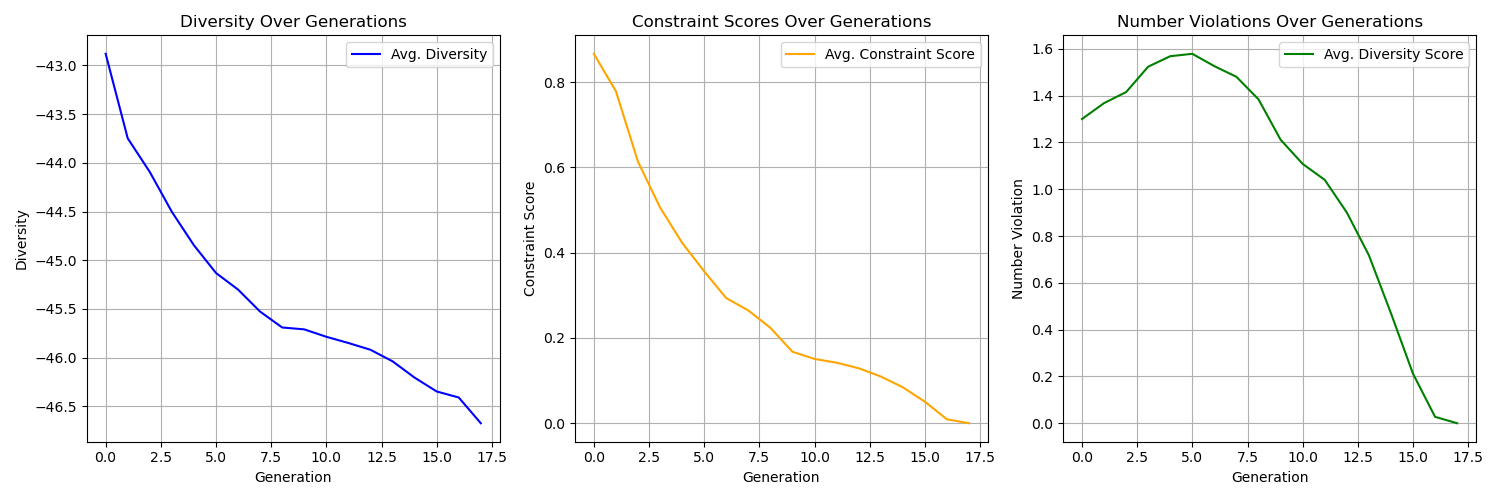 Diversity Over Generations
Avg. Diversity
−43.0
−43.5
−44.0
−44.5
−45.0
−45.5
−46.0
−46.5
Diversity
0.0 2.5 5.0 7.5 10.0 12.5 15.0 17.5
Generation
Constraint Scores Over Generations
Avg. Constraint Score
0.8
0.6
0.4
0.2
0.0
Constraint Score
0.0 2.5 5.0 7.5 10.0 12.5 15.0 17.5
Generation
Number Violations Over Generations
Avg. Diversity Score
1.6
1.4
1.2
1.0
0.8
0.6
0.4
0.2
0.0
Number Violation
0.0 2.5 5.0 7.5 10.0 12.5 15.0 17.5
Generation